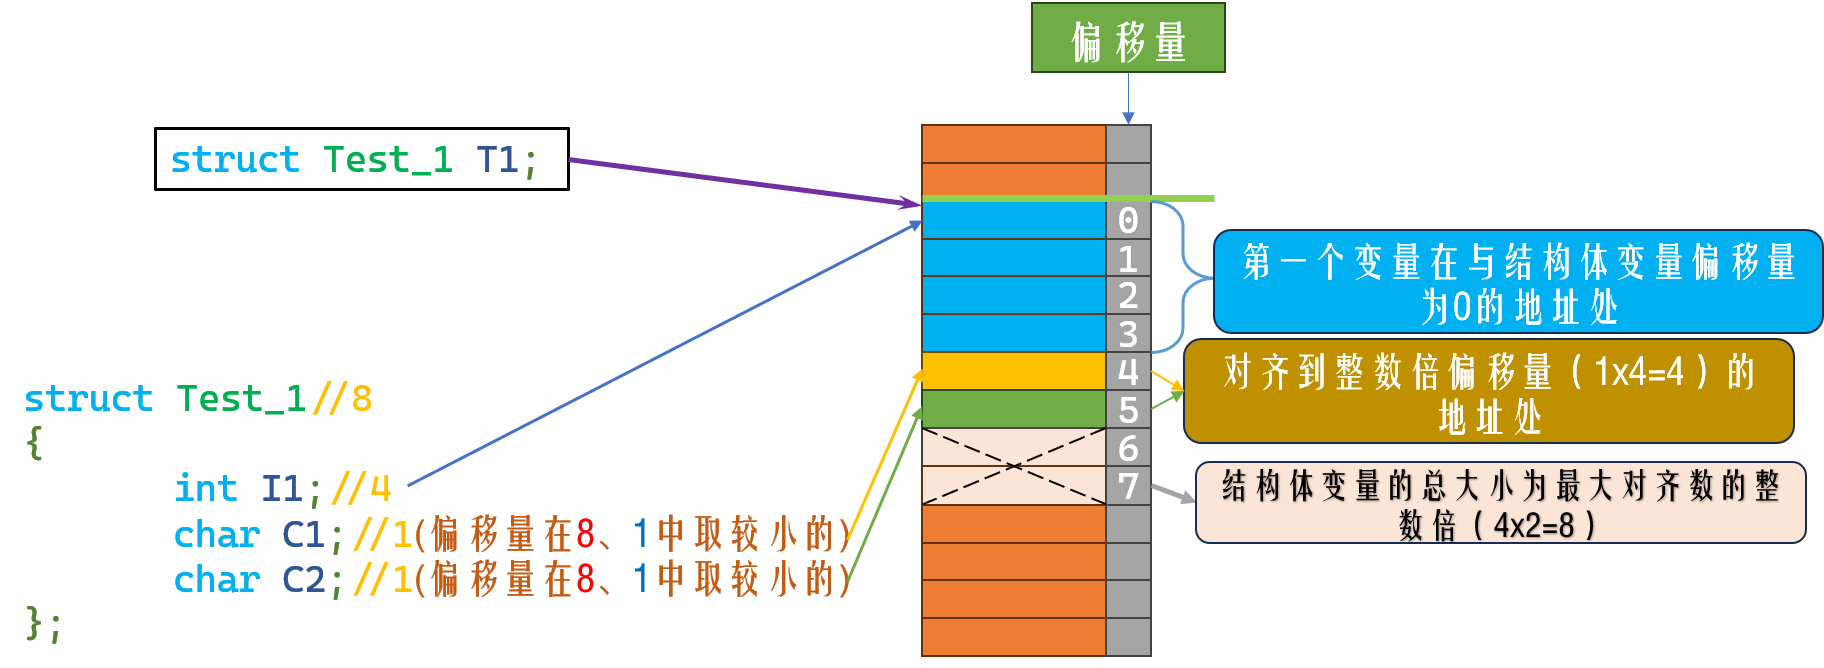 偏移量
struct Test_1 T1;
0
1
2
3
4
5
6
7
第一个变量在与结构体变量偏移量
为0的地址处
对齐到整数倍偏移量（1x4=4）的
地址处
结构体变量的总大小为最大对齐数的整
数倍（4x2=8）
struct Test_1//8
{
int I1;//4
char C1;//1(偏移量在8、1中取较小的)
char C2;//1(偏移量在8、1中取较小的)
};